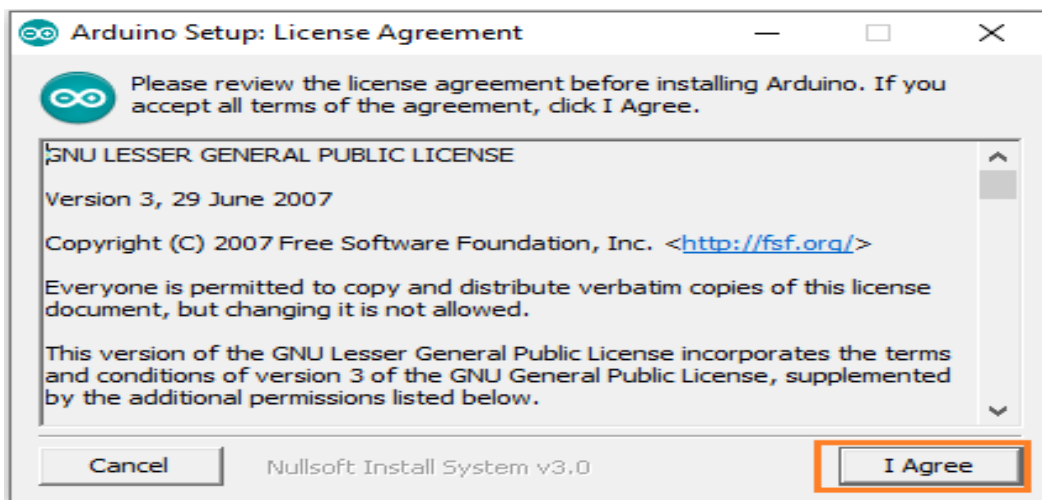 Arduino Setup: License Agreement
Please review the license agreement before installing Arduino. If you
accept all terms of the agreement, click I Agree.
GNU LESSER GENERAL PUBLIC LICENSE
Version 3, 29 June 2007
Copyright (C) 2007 Free Software Foundation, Inc. <http://fsf.org/>
Everyone is permitted to copy and distribute verbatim copies of this license
document, but changing it is not allowed.
This version of the GNU Lesser General Public License incorporates the terms
and conditions of version 3 of the GNU General Public License, supplemented
by the additional permissions listed below.
Cancel
Nullsoft Install System v3.0
I Agree